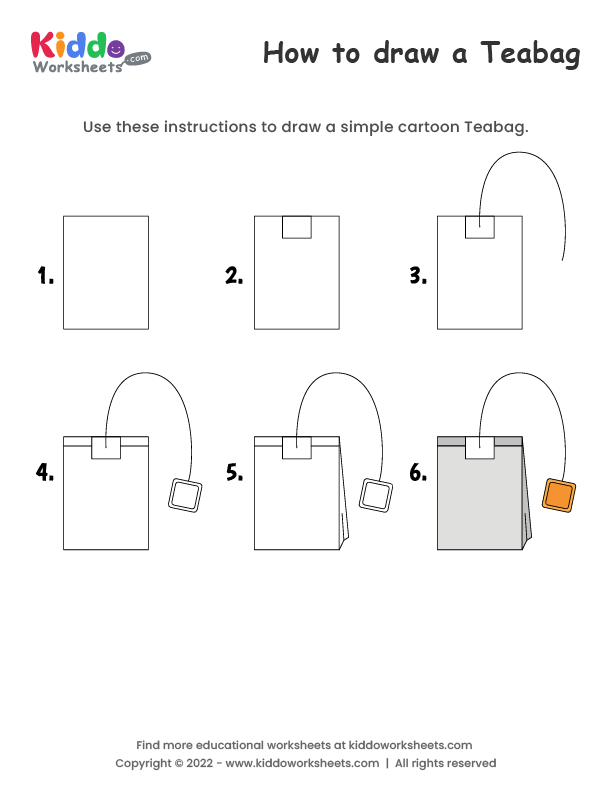 Kiddo
Worksheets
.com
How to draw a Teabag
Use these instructions to draw a simple cartoon Teabag.
1.
2.
3.
4.
5.
6.
Find more educational worksheets at kiddoworksheets.com
Copyright © 2022 - www.kiddoworksheets.com | All rights reserved